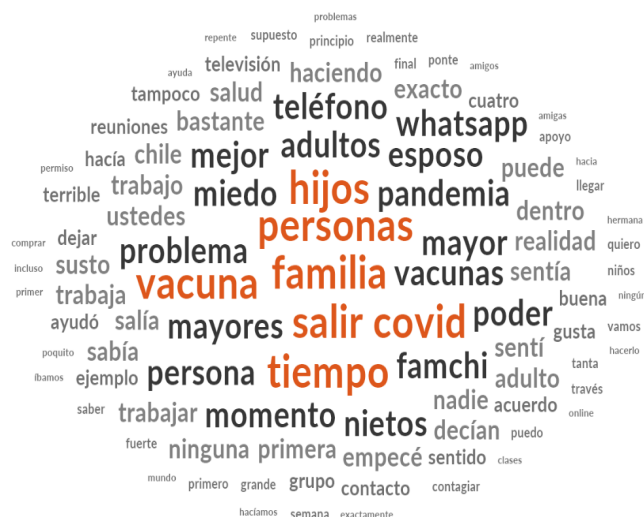 problemas
repente supuesto principio realmente
ayuda televisión haciendo final ponte amigos
tampoco salud teléfono exacto cuatro
reuniones bastante adultos whatsapp amigas
permiso hacía chile mejor esposo puede apoyo hacia
terrible trabajo miedo hijos pandemia llegar
ustedes personas dentro hermana
comprar dejar problema mayor realidad quiero
incluso susto vacuna familia vacunas sentía niños
primer trabaja buena ningún
ayudó salía mayores salir covid poder gusta vamos
poquito sabía sentí hacerlo
íbamos ejemplo persona tiempo famchi adulto tanta
saber trabajar momento nietos nadie acuerdo través online
fuerte ninguna primera decían puedo
empecé sentido clases
mundo primero grande grupo contacto contagiar
hacíamos semana exactamente